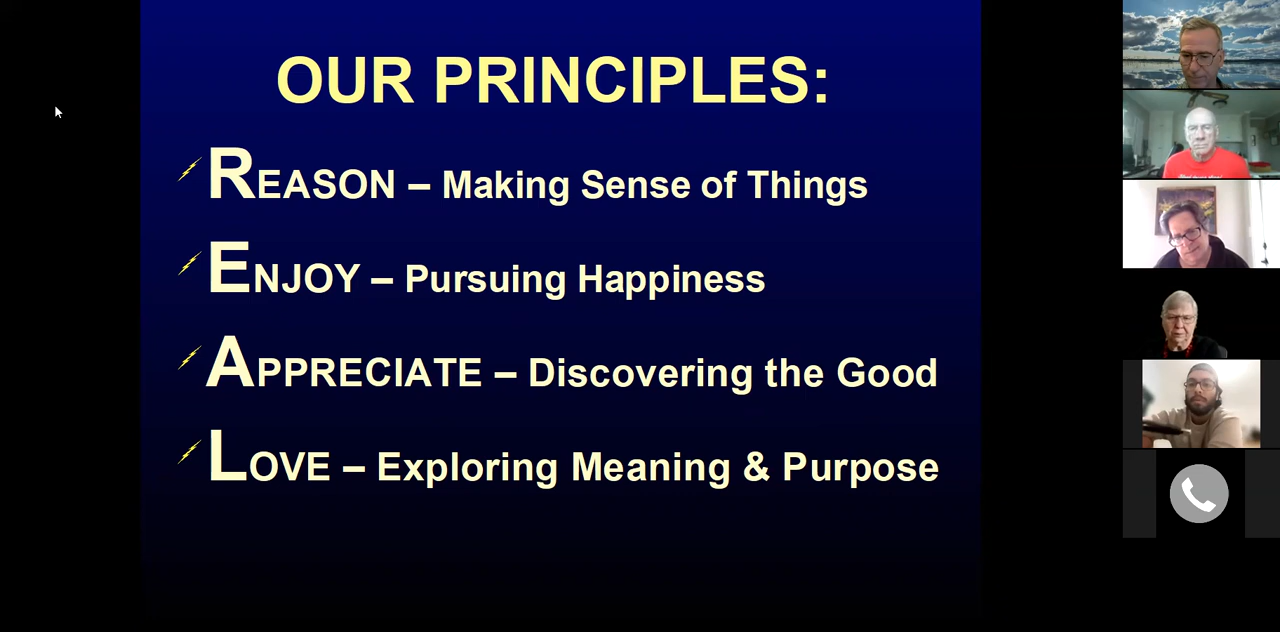 OUR PRINCIPLES:
REASON – Making Sense of Things
ENJOY – Pursuing Happiness
APPRECIATE – Discovering the Good
LOVE – Exploring Meaning & Purpose